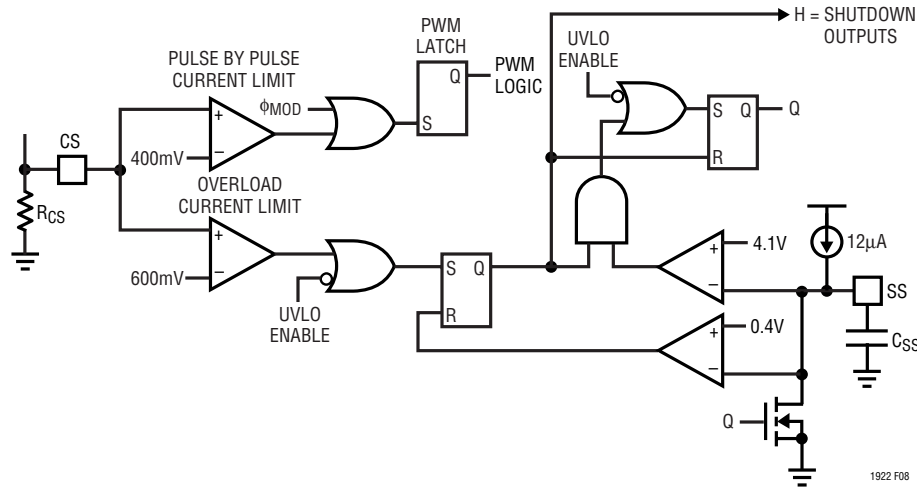 H = SHUTDOWN
OUTPUTS
PWM
LATCH
UVLO
ENABLE
PULSE BY PULSE
CURRENT LIMIT
Q
PWM
LOGIC
ΦMOD
S
S
Q
Q
R
CS
+
400mV
–
RCS
OVERLOAD
CURRENT LIMIT
+
600mV
–
UVLO
ENABLE
S
Q
R
+
4.1V
–
12µA
SS
+
0.4V
–
CSS
Q
1922 F08